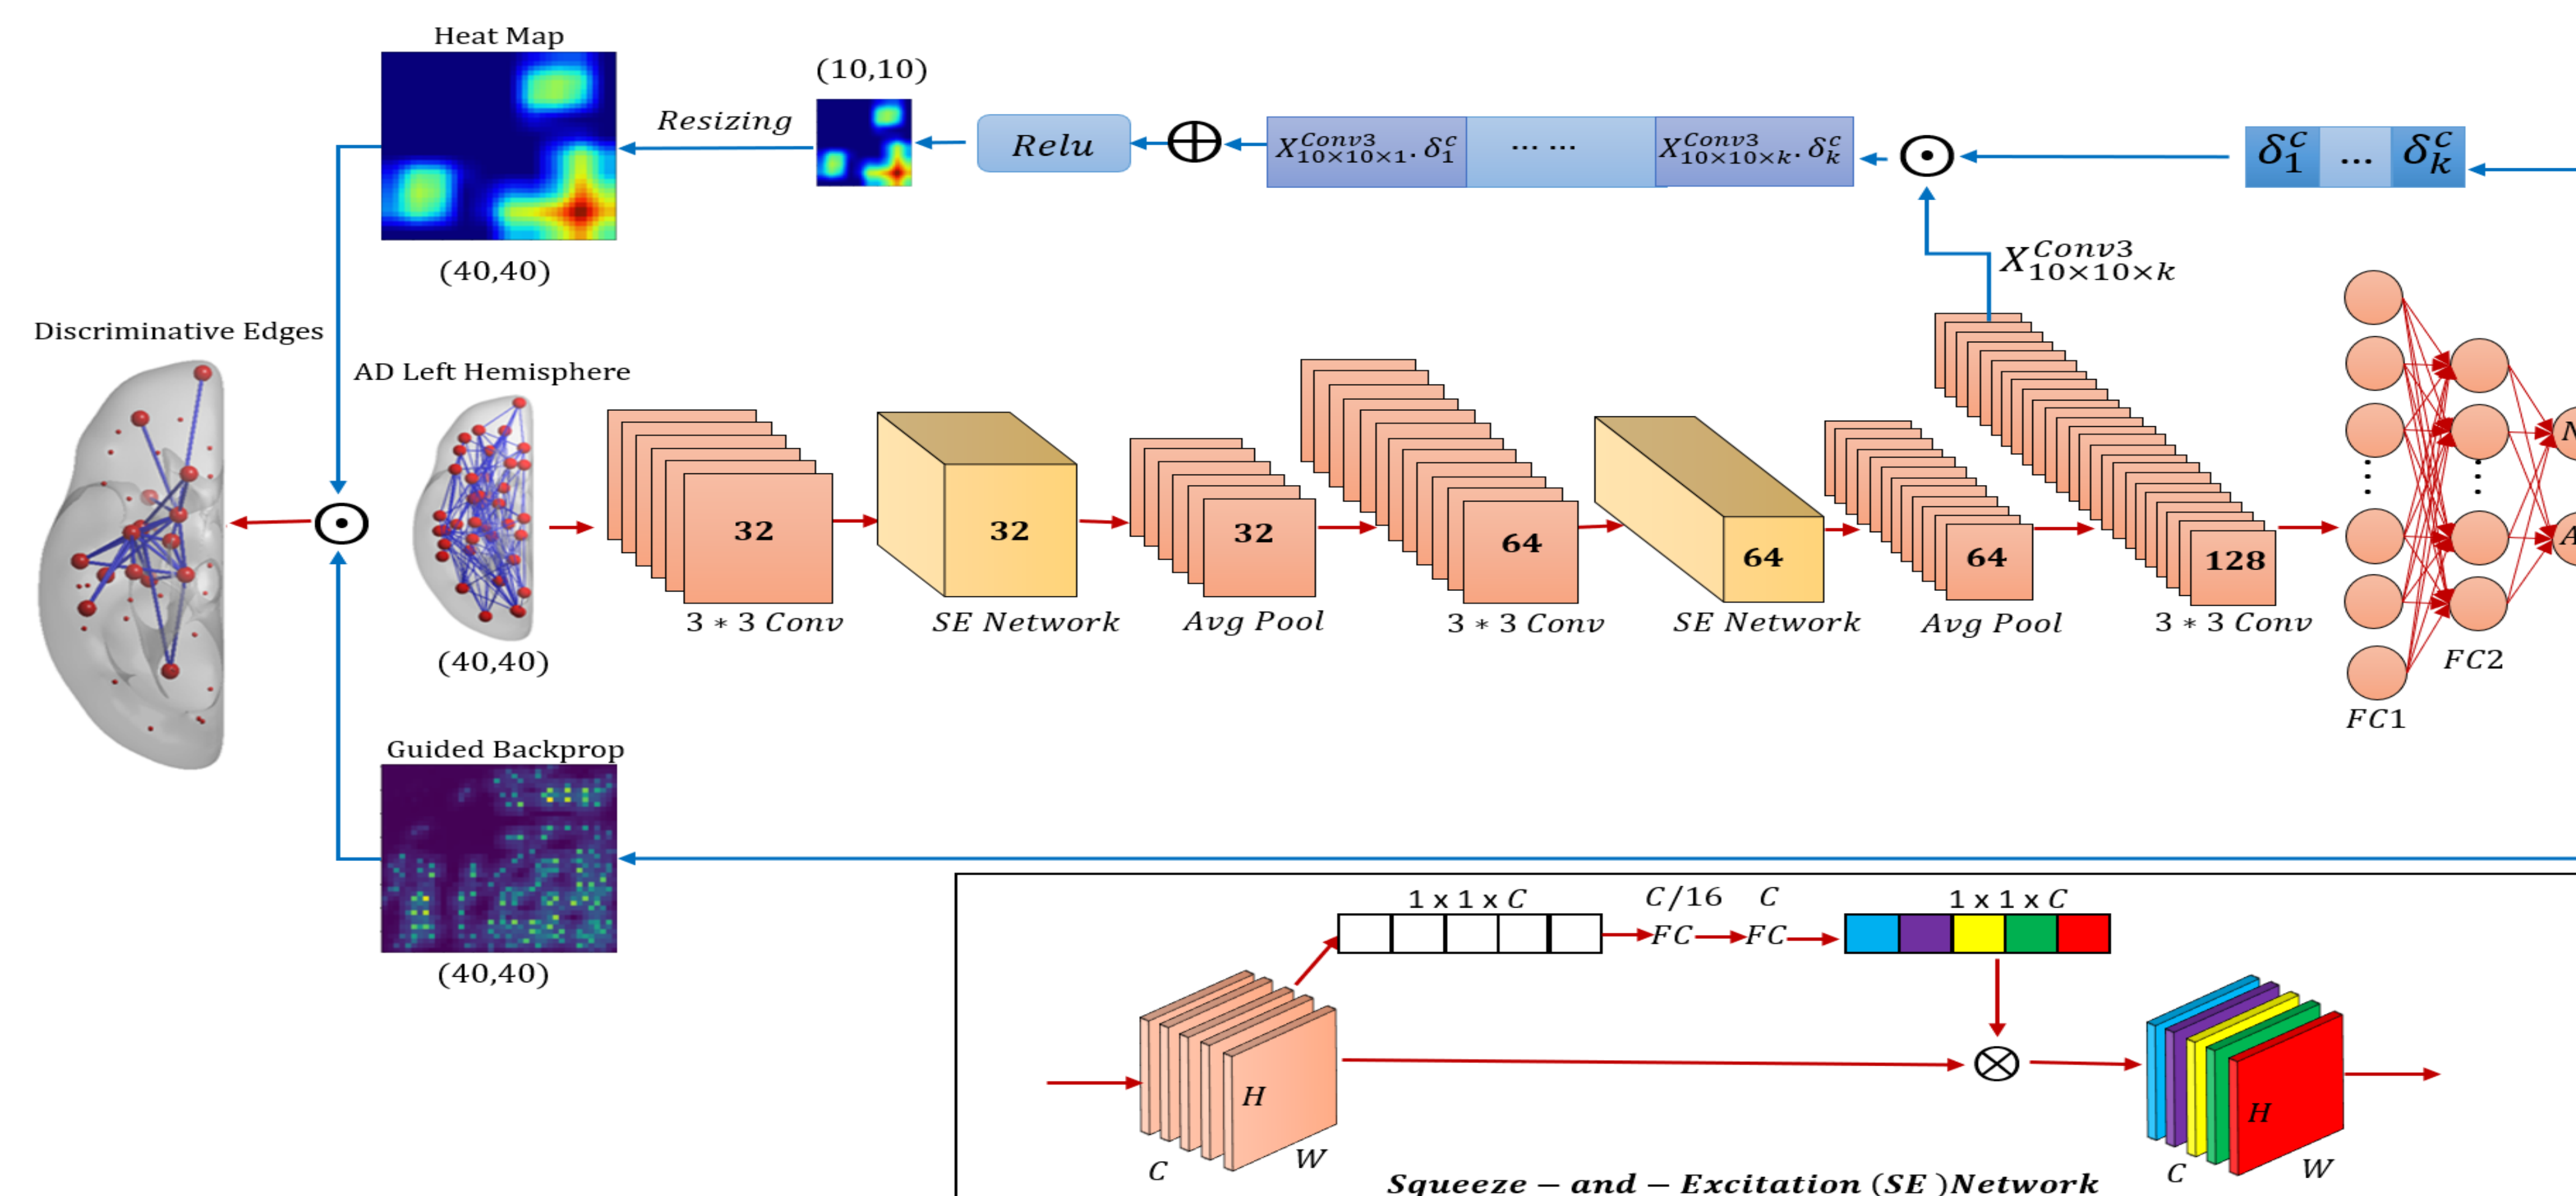 Heat Map
(10,10)
Resizing
Relu
X^{Conv3}_{10×10×1}. δ^c_1
... ...
X^{Conv3}_{10×10×k}. δ^c_k
δ^c_1 ... δ^c_k
(40,40)
X^{Conv3}_{10×10×k}
Discriminative Edges
AD Left Hemisphere
32
32
32
64
64
64
128
N
A
3 * 3 Conv
SE Network
Avg Pool
3 * 3 Conv
SE Network
Avg Pool
3 * 3 Conv
(40,40)
FC2
FC1
Guided Backprop
(40,40)
1 x 1 x C
C/16
C
1 x 1 x C
FC
FC
H
W
C
H
W
C
Squeeze – and – Excitation (SE )Network